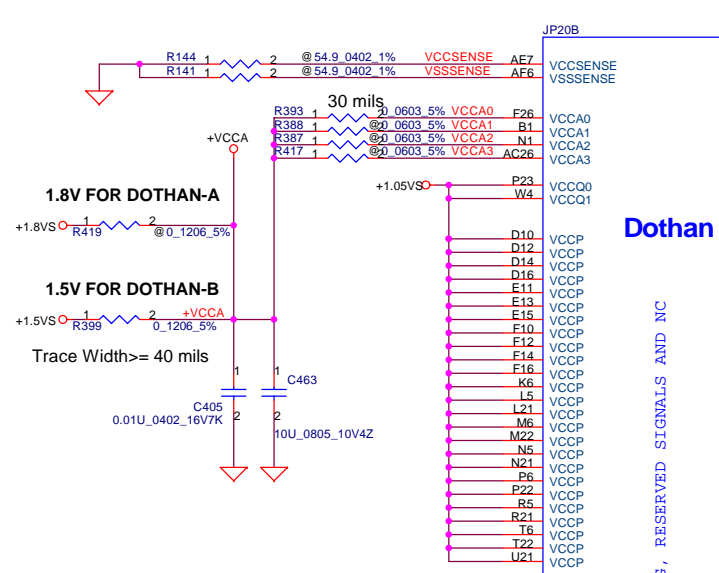 JP20B
R144 1 2 @54.9_0402_1% VCCSENSE AE7 VCCSENSE
R141 1 2 @54.9_0402_1% VSSSENSE AF6 VSSSENSE
30 mils
R393 1 2 0_0603_5% VCCA0 F26 VCCA0
R388 1 2 @0_0603_5% VCCA1 B1 VCCA1
R387 1 2 @0_0603_5% VCCA2 N1 VCCA2
R417 1 2 @0_0603_5% VCCA3 AC26 VCCA3
+VCCA
+1.05VS P23 VCCQ0
W4 VCCQ1
1.8V FOR DOTHAN-A
+1.8VS 1 2
R419 @0_1206_5%
Dothan
D10 VCCP
D12 VCCP
D14 VCCP
D16 VCCP
E11 VCCP
E13 VCCP
E15 VCCP
F10 VCCP
F12 VCCP
F14 VCCP
F16 VCCP
K6 VCCP
L5 VCCP
L21 VCCP
M6 VCCP
M22 VCCP
N5 VCCP
N21 VCCP
P6 VCCP
P22 VCCP
R5 VCCP
R21 VCCP
T6 VCCP
T22 VCCP
U21 VCCP
1.5V FOR DOTHAN-B
+1.5VS 1 2 +VCCA
R399 0_1206_5%
Trace Width>= 40 mils
1 1
C463
C405
0.01U_0402_16V7K 2 2
10U_0805_10V4Z
, RESERVED SIGNALS AND NC